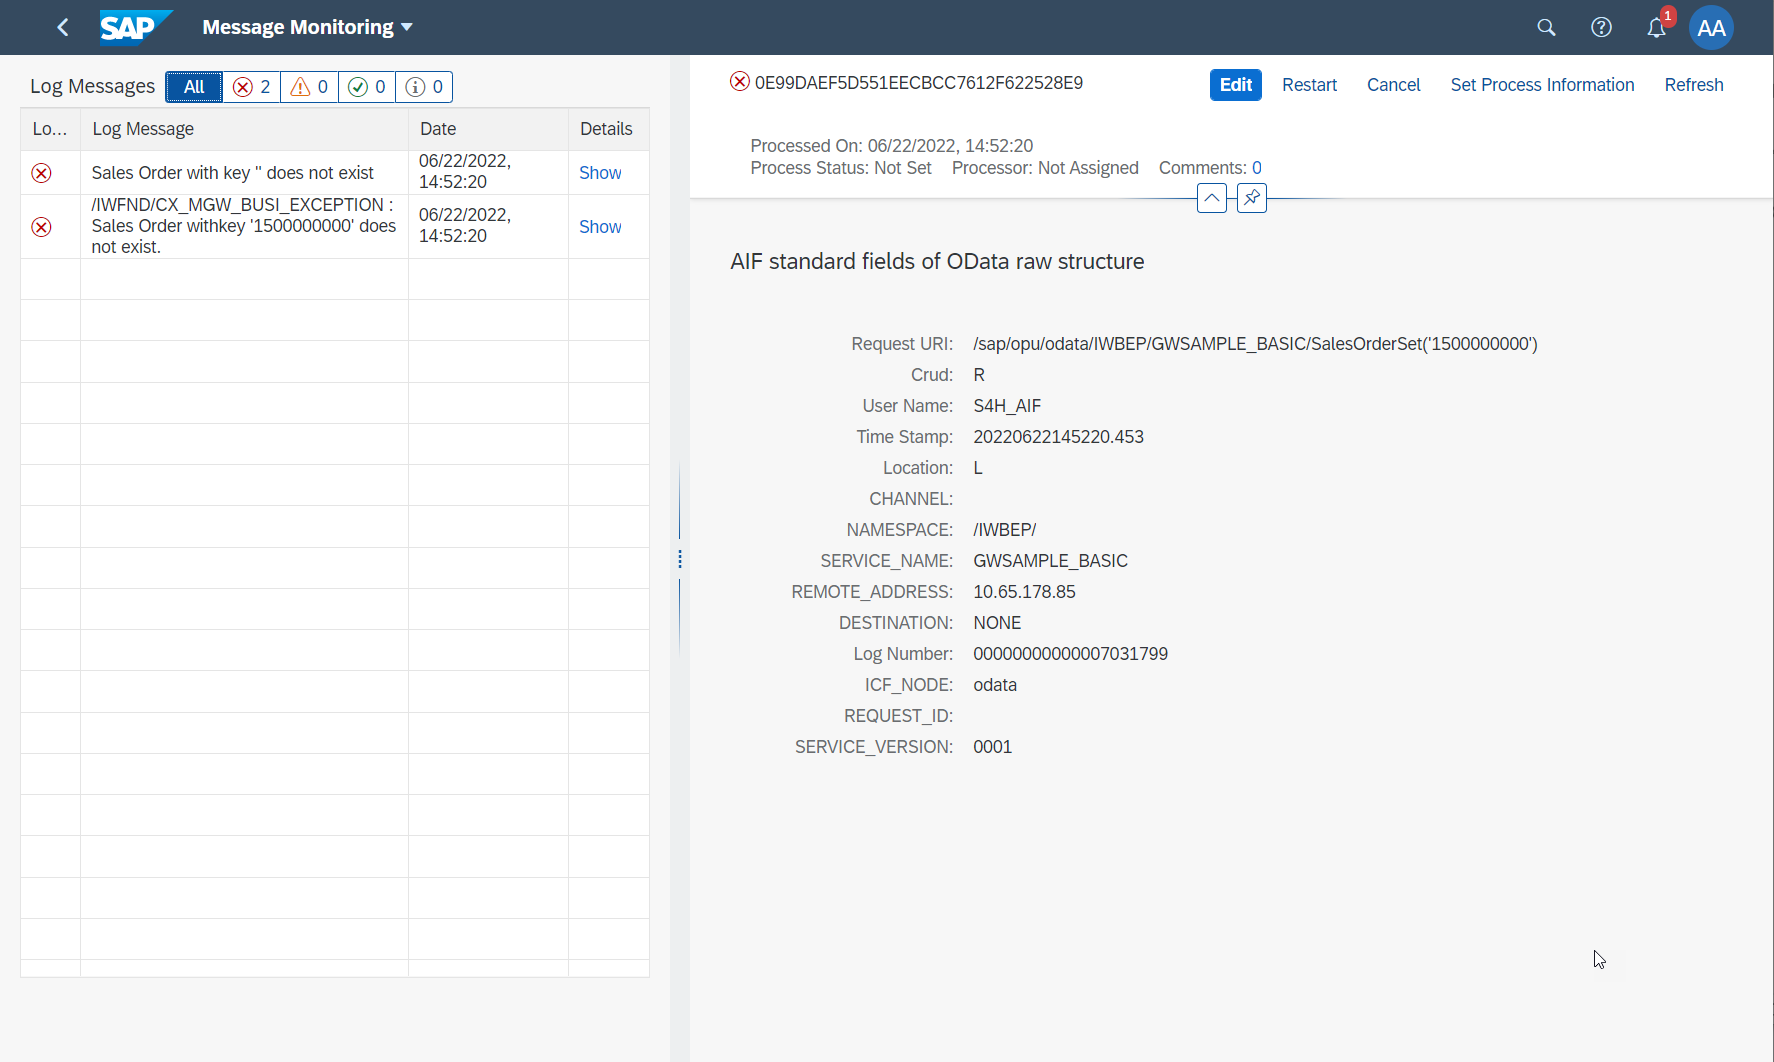 SAP
Message Monitoring
1
AA
Log Messages
All
2
0
0
0
Lo...
Log Message
Date
Details
Sales Order with key '' does not exist
06/22/2022,
14:52:20
Show
/IWFND/CX_MGW_BUSI_EXCEPTION :
Sales Order withkey '1500000000' does
not exist.
06/22/2022,
14:52:20
Show
0E99DAEF5D551EECBCC7612F622528E9
Edit
Restart
Cancel
Set Process Information
Refresh
Processed On: 06/22/2022, 14:52:20
Process Status: Not Set Processor: Not Assigned Comments: 0
AIF standard fields of OData raw structure
Request URI: /sap/opu/odata/IWBEP/GWSAMPLE_BASIC/SalesOrderSet('1500000000')
Crud: R
User Name: S4H_AIF
Time Stamp: 20220622145220.453
Location: L
CHANNEL:
NAMESPACE: /IWBEP/
SERVICE_NAME: GWSAMPLE_BASIC
REMOTE_ADDRESS: 10.65.178.85
DESTINATION: NONE
Log Number: 00000000000007031799
ICF_NODE: odata
REQUEST_ID:
SERVICE_VERSION: 0001